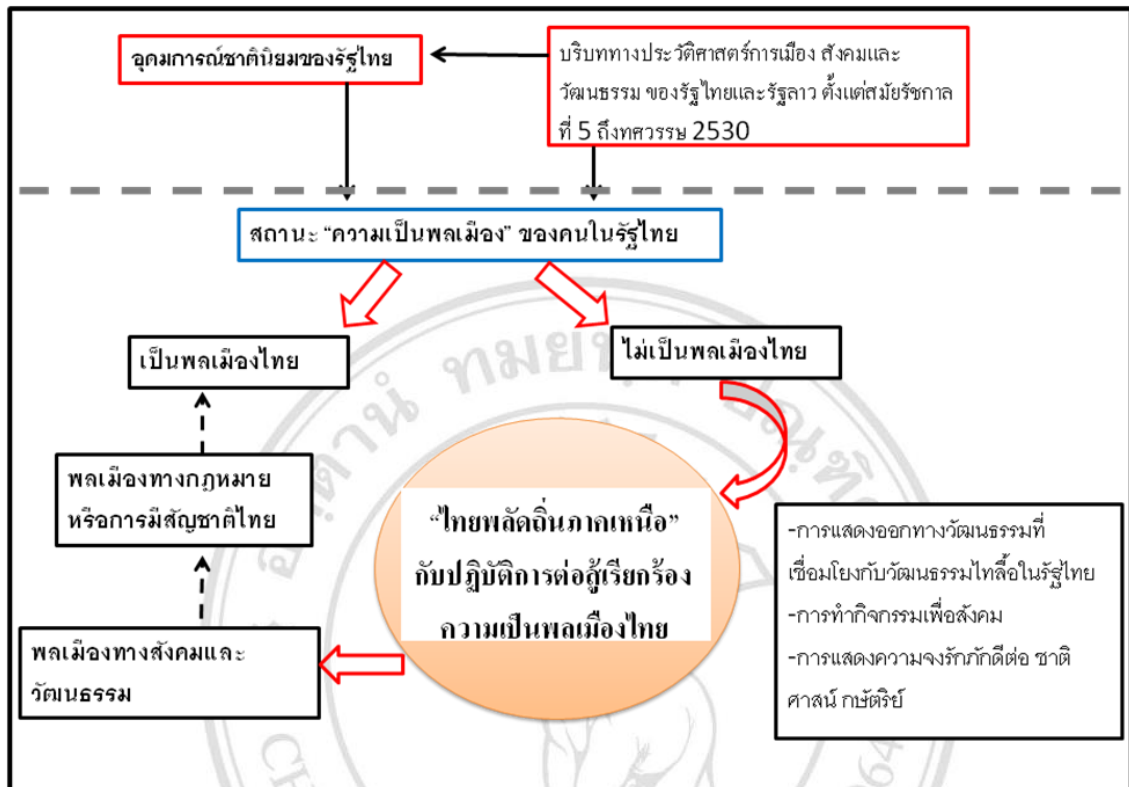 อุดมการณ์ชาตินิยมของรัฐไทย
บริบททางประวัติศาสตร์การเมือง สังคมและ
วัฒนธรรม ของรัฐไทยและรัฐลาว ตั้งแต่สมัยรัชกาล
ที่ 5 ถึงทศวรรษ 2530
สถานะ “ความเป็นพลเมือง” ของคนในรัฐไทย
เป็นพลเมืองไทย
ไม่เป็นพลเมืองไทย
พลเมืองทางกฎหมาย
หรือการมีสัญชาติไทย
“ไทยพลัดถิ่นภาคเหนือ”
กับปฏิบัติการต่อสู้เรียกร้อง
ความเป็นพลเมืองไทย
-การแสดงออกทางวัฒนธรรมที่
เชื่อมโยงกับวัฒนธรรมไทลื้อในรัฐไทย
-การทำกิจกรรมเพื่อสังคม
-การแสดงความจงรักภักดีต่อ ชาติ
ศาสน์ กษัตริย์
พลเมืองทางสังคมและ
วัฒนธรรม